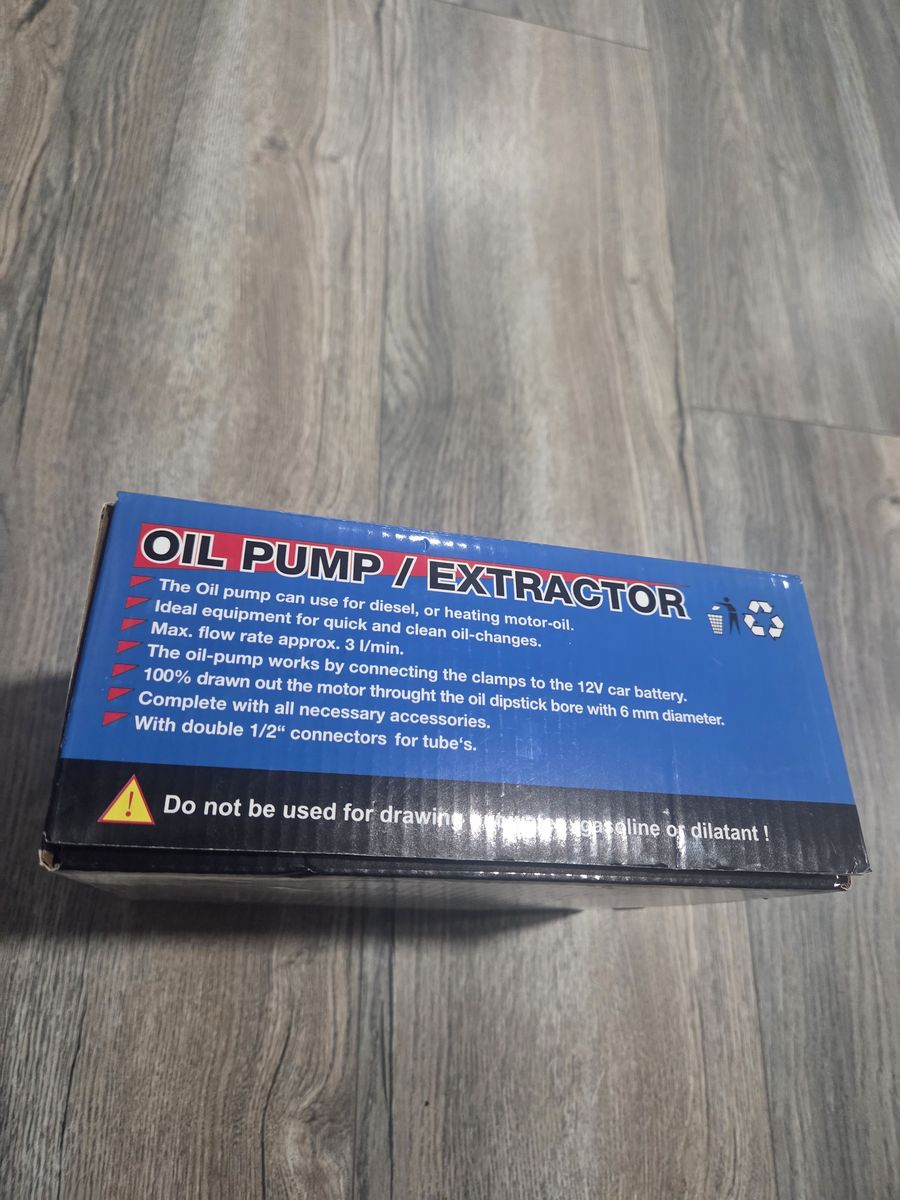 OIL PUMP / EXTRACTOR
The Oil pump can use for diesel, or heating motor-oil.
Ideal equipment for quick and clean oil-changes.
Max. flow rate approx. 3 l/min.
The oil-pump works by connecting the clamps to the 12V car battery.
100% drawn out the motor throught the oil dipstick bore with 6 mm diameter.
Complete with all necessary accessories.
With double 1/2“ connectors for tube‘s.
Do not be used for drawing gasoline or dilatant !